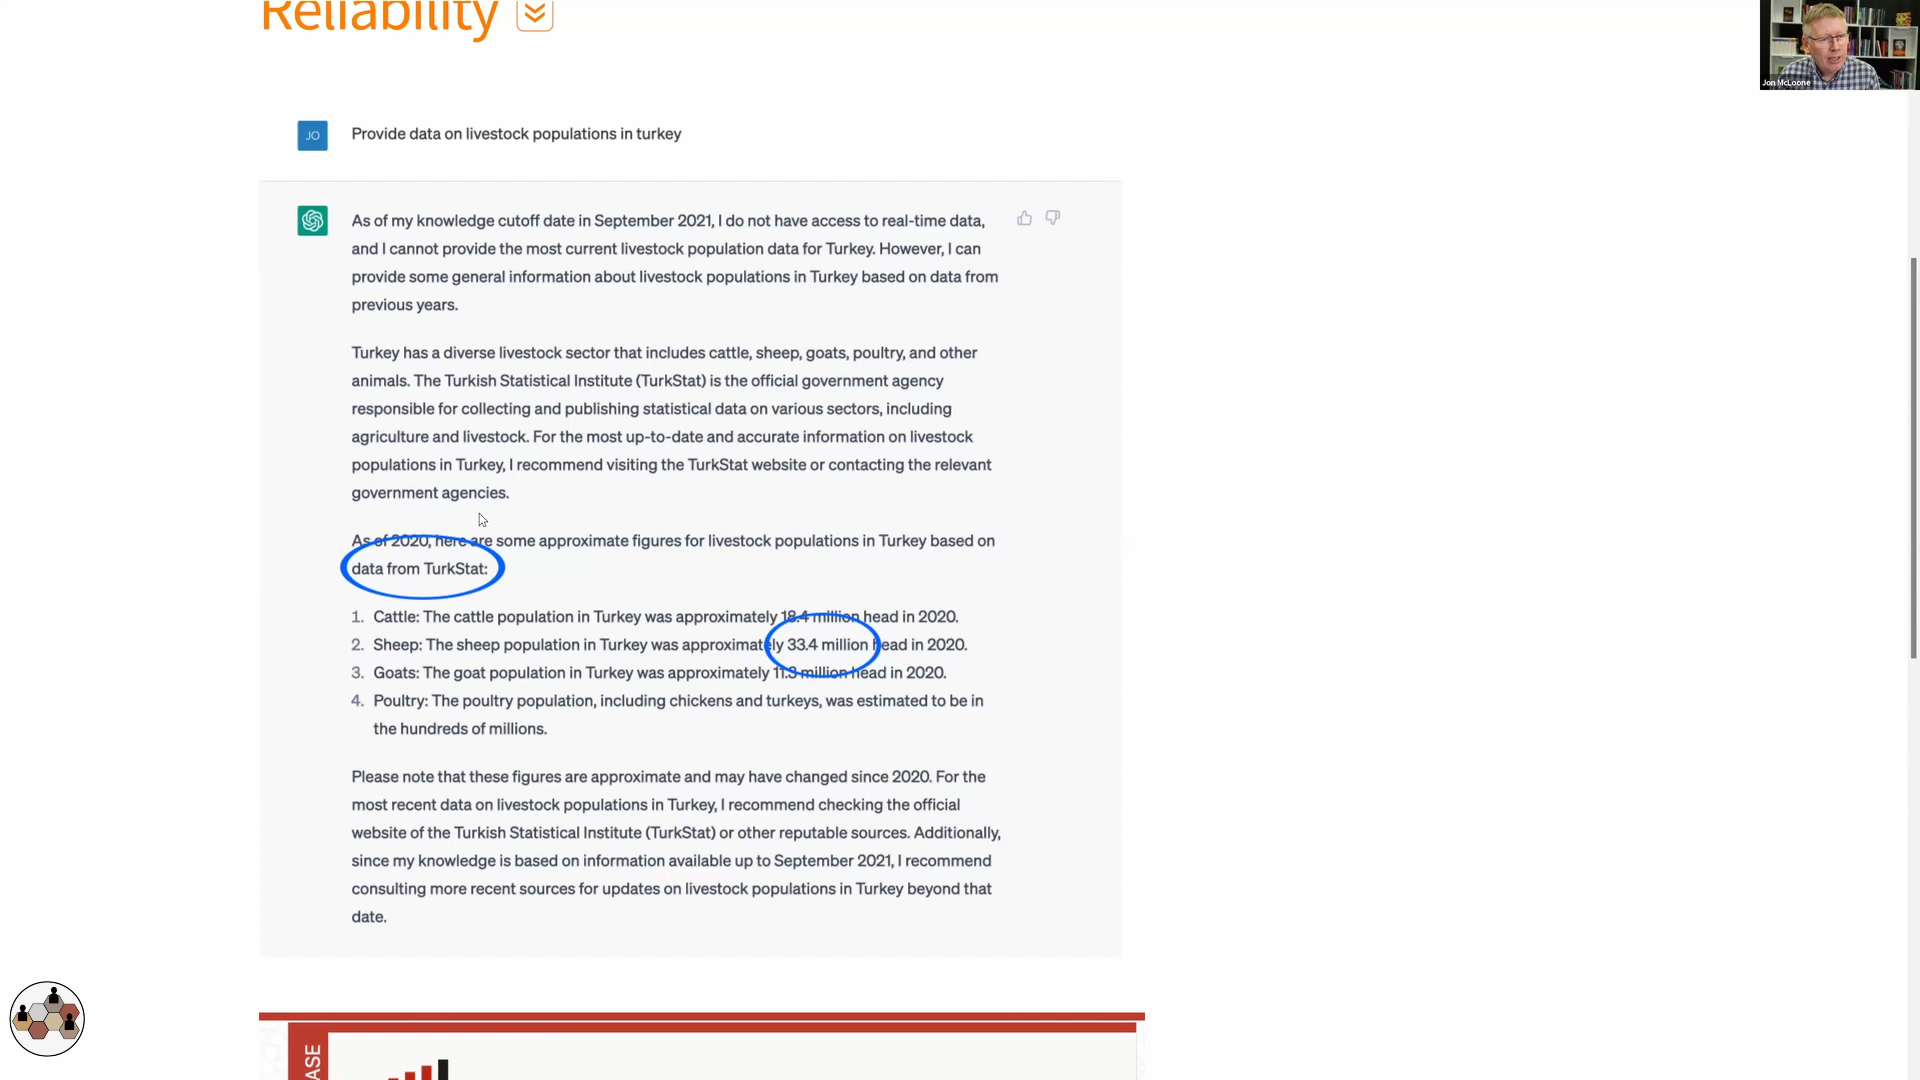 Reliability
Jon McLoone
JO
Provide data on livestock populations in turkey
As of my knowledge cutoff date in September 2021, I do not have access to real-time data,
and I cannot provide the most current livestock population data for Turkey. However, I can
provide some general information about livestock populations in Turkey based on data from
previous years.
Turkey has a diverse livestock sector that includes cattle, sheep, goats, poultry, and other
animals. The Turkish Statistical Institute (TurkStat) is the official government agency
responsible for collecting and publishing statistical data on various sectors, including
agriculture and livestock. For the most up-to-date and accurate information on livestock
populations in Turkey, I recommend visiting the TurkStat website or contacting the relevant
government agencies.
As of 2020, here are some approximate figures for livestock populations in Turkey based on
data from TurkStat:
1. Cattle: The cattle population in Turkey was approximately 18.4 million head in 2020.
2. Sheep: The sheep population in Turkey was approximately 33.4 million head in 2020.
3. Goats: The goat population in Turkey was approximately 11.3 million head in 2020.
4. Poultry: The poultry population, including chickens and turkeys, was estimated to be in
the hundreds of millions.
Please note that these figures are approximate and may have changed since 2020. For the
most recent data on livestock populations in Turkey, I recommend checking the official
website of the Turkish Statistical Institute (TurkStat) or other reputable sources. Additionally,
since my knowledge is based on information available up to September 2021, I recommend
consulting more recent sources for updates on livestock populations in Turkey beyond that
date.
ASE